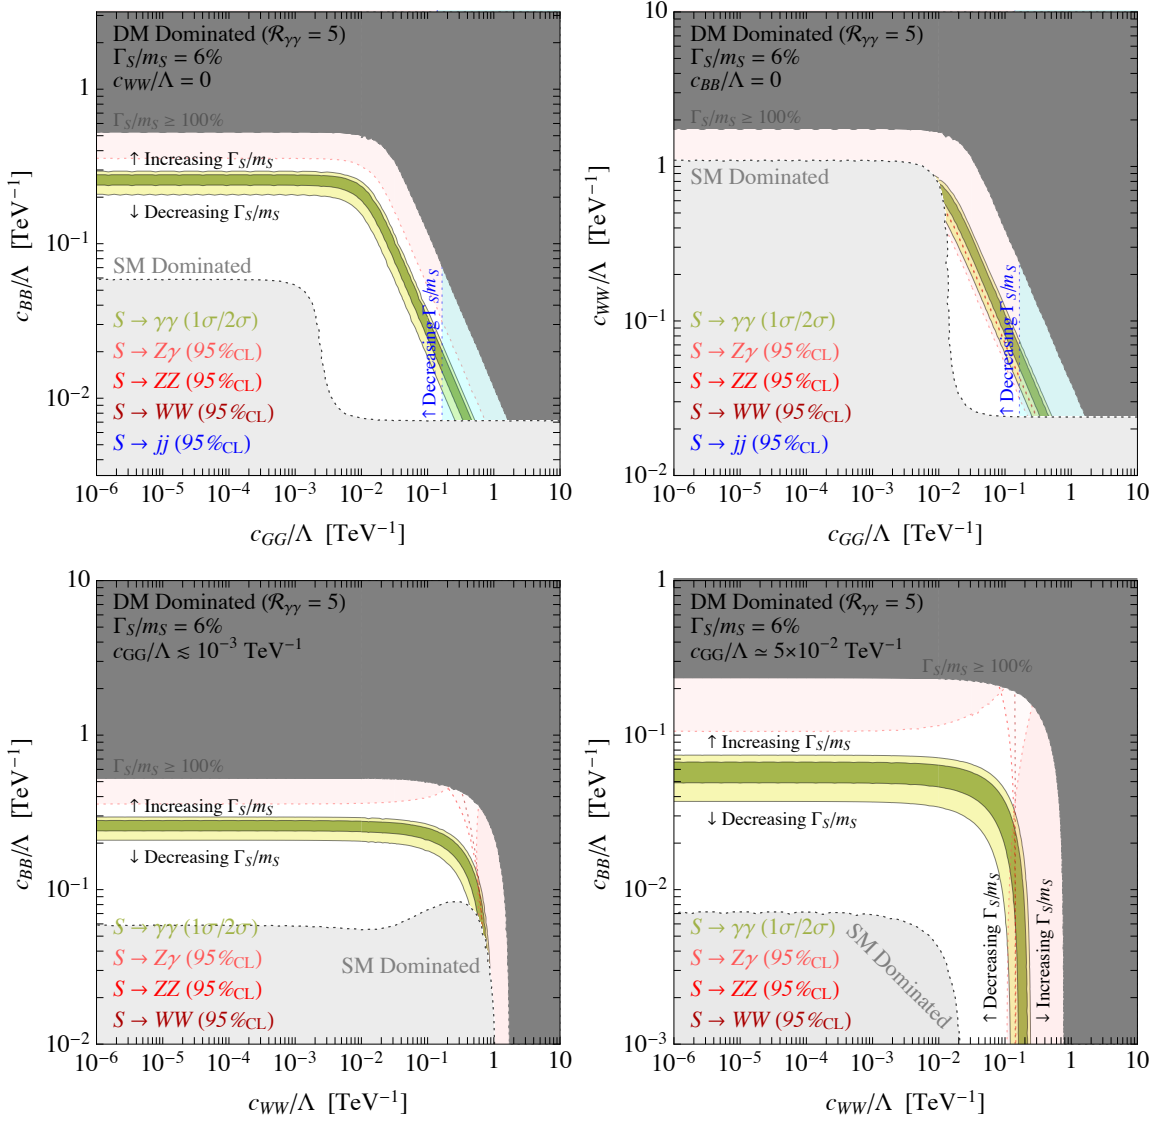 DM Dominated (ℛγγ = 5)
ΓS/mS = 6%
cWW/Λ = 0
ΓS/mS ≥ 100%
↑ Increasing ΓS/mS
↓ Decreasing ΓS/mS
SM Dominated
S → γγ (1σ/2σ)
S → Zγ (95%CL)
S → ZZ (95%CL)
S → WW (95%CL)
S → jj (95%CL)
↑ Decreasing ΓS/mS
1
10⁻¹
10⁻²
cBB/Λ [TeV⁻¹]
10⁻⁶ 10⁻⁵ 10⁻⁴ 10⁻³ 10⁻² 10⁻¹ 1 10
cGG/Λ [TeV⁻¹]
DM Dominated (ℛγγ = 5)
ΓS/mS = 6%
cBB/Λ = 0
ΓS/mS ≥ 100%
SM Dominated
S → γγ (1σ/2σ)
S → Zγ (95%CL)
S → ZZ (95%CL)
S → WW (95%CL)
S → jj (95%CL)
↑ Decreasing ΓS/mS
10
1
10⁻¹
10⁻²
cWW/Λ [TeV⁻¹]
10⁻⁶ 10⁻⁵ 10⁻⁴ 10⁻³ 10⁻² 10⁻¹ 1 10
cGG/Λ [TeV⁻¹]
DM Dominated (ℛγγ = 5)
ΓS/mS = 6%
cGG/Λ ≲ 10⁻³ TeV⁻¹
ΓS/mS ≥ 100%
↑ Increasing ΓS/mS
↓ Decreasing ΓS/mS
S → γγ (1σ/2σ)
SM Dominated
S → Zγ (95%CL)
S → ZZ (95%CL)
S → WW (95%CL)
10
1
10⁻¹
10⁻²
cBB/Λ [TeV⁻¹]
10⁻⁶ 10⁻⁵ 10⁻⁴ 10⁻³ 10⁻² 10⁻¹ 1 10
cWW/Λ [TeV⁻¹]
DM Dominated (ℛγγ = 5)
ΓS/mS = 6%
cGG/Λ ≃ 5×10⁻² TeV⁻¹
ΓS/mS ≥ 100%
↑ Increasing ΓS/mS
↓ Decreasing ΓS/mS
SM Dominated
S → γγ (1σ/2σ)
S → Zγ (95%CL)
S → ZZ (95%CL)
S → WW (95%CL)
↑ Decreasing ΓS/mS
↓ Increasing ΓS/mS
1
10⁻¹
10⁻²
10⁻³
cBB/Λ [TeV⁻¹]
10⁻⁶ 10⁻⁵ 10⁻⁴ 10⁻³ 10⁻² 10⁻¹ 1 10
cWW/Λ [TeV⁻¹]